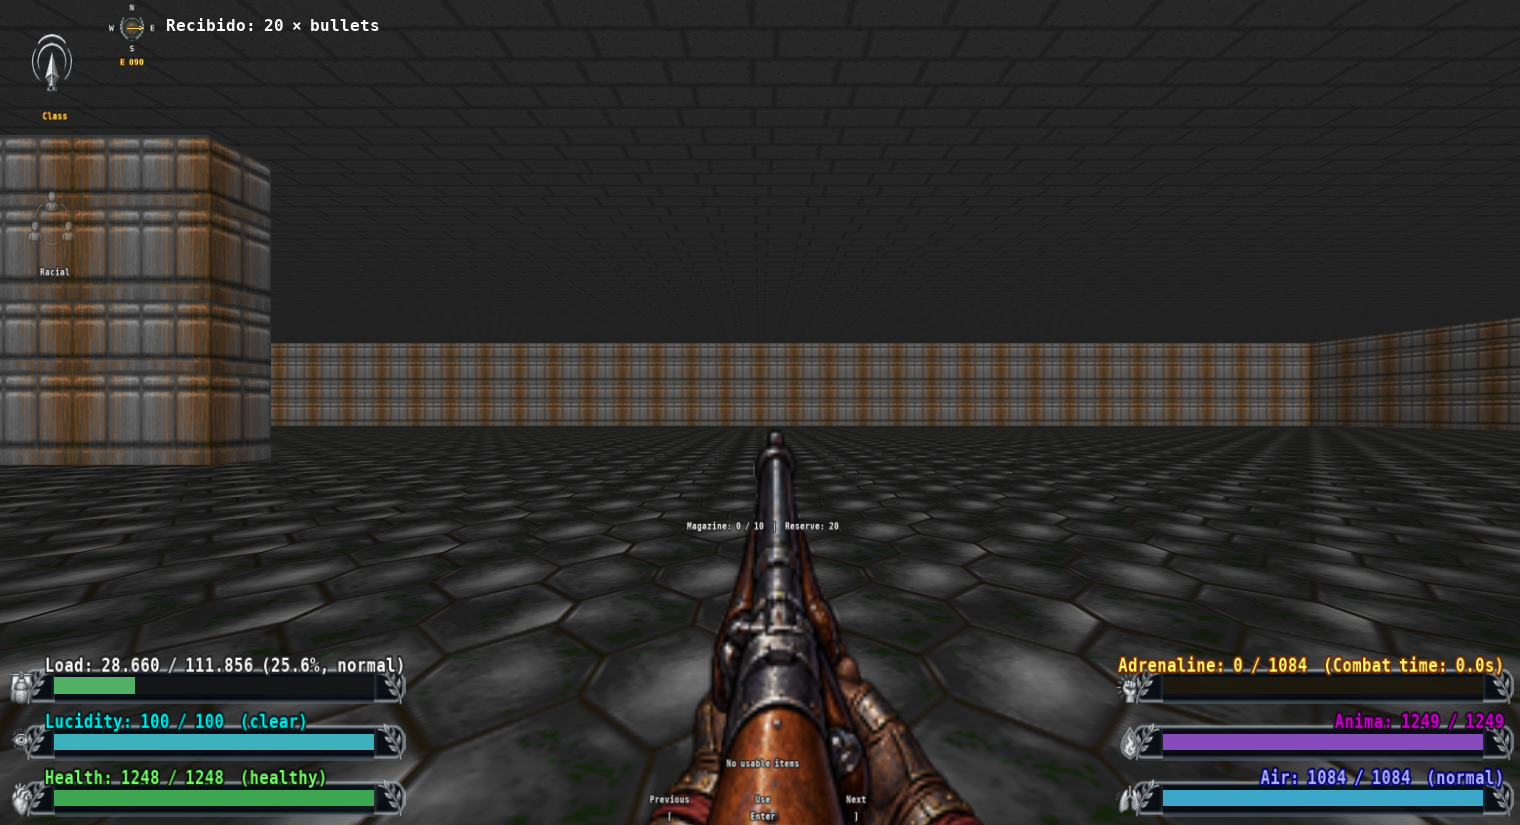 N
W E
S
E 090
Recibido: 20 × bullets
Class
Racial
Magazine: 0 / 10 | Reserve: 20
Load: 28.660 / 111.856 (25.6%, normal)
Lucidity: 100 / 100 (clear)
Health: 1248 / 1248 (healthy)
Adrenaline: 0 / 1084 (Combat time: 0.0s)
Anima: 1249 / 1249
Air: 1084 / 1084 (normal)
No usable items
Previous Use Next
[ Enter ]